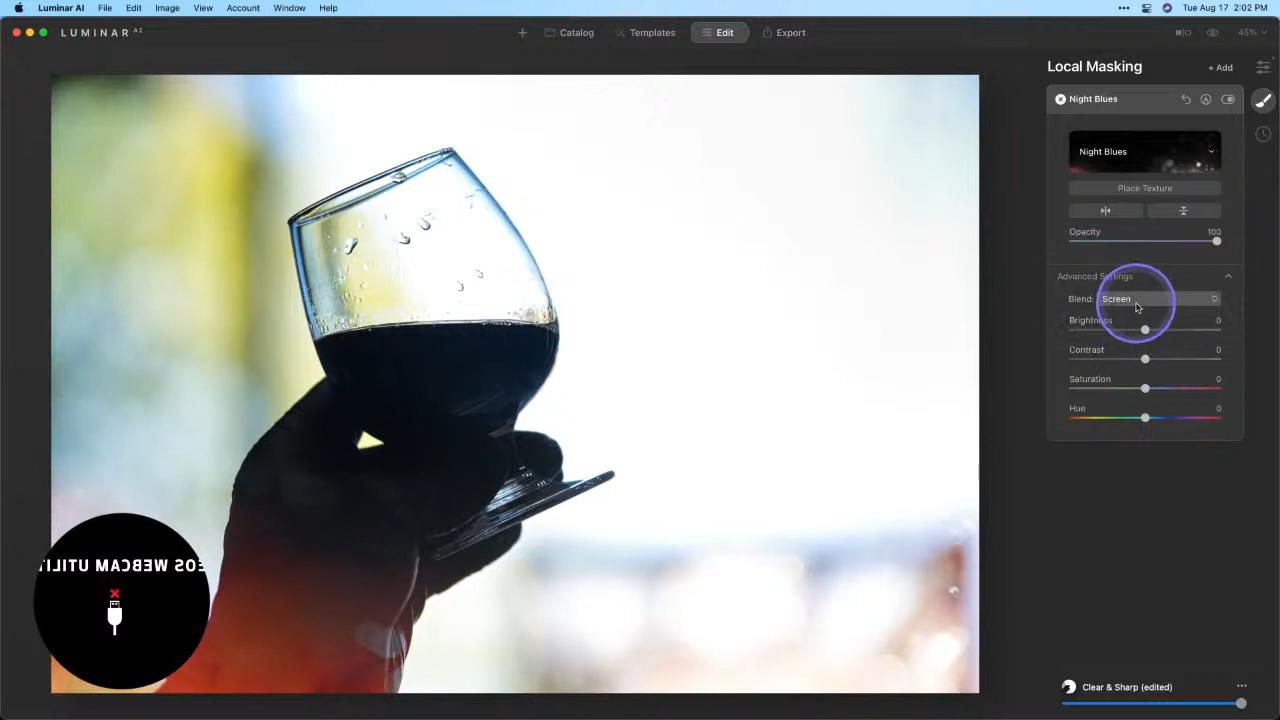 Luminar AI File Edit Image View Account Window Help ••• Tue Aug 17 2:02 PM
LUMINAR AI Catalog Templates Edit Export 45%
Local Masking + Add
Night Blues
Night Blues
Place Texture
Opacity 100
Advanced Settings
Blend: Screen
Brightness 0
Contrast 0
Saturation 0
Hue 0
EOS WEBCAM UTILIT
Clear & Sharp (edited) •••